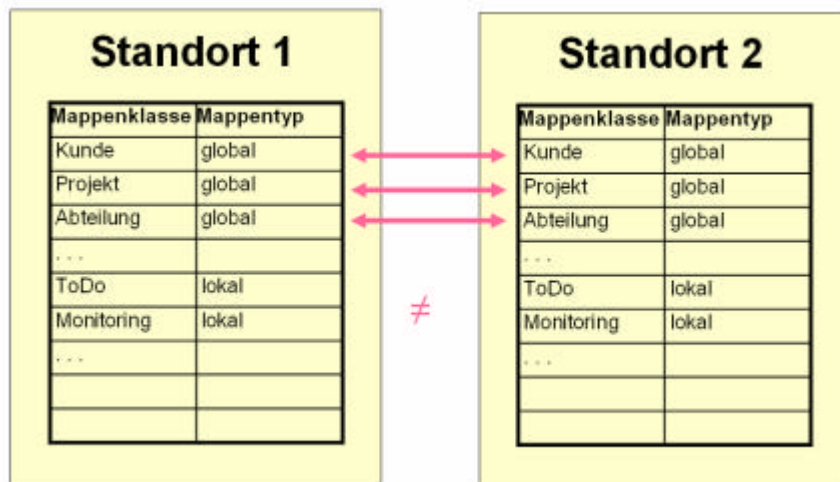 Standort 1
Mappenklasse Mappentyp
Kunde global
Projekt global
Abteilung global
. . .
ToDo lokal
Monitoring lokal
. . .
≠
Standort 2
Mappenklasse Mappentyp
Kunde global
Projekt global
Abteilung global
. . .
ToDo lokal
Monitoring lokal
. . .